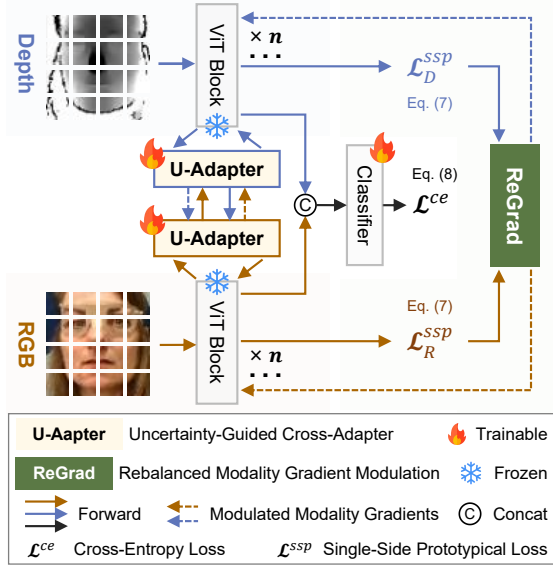 Depth
ViT Block
× n
...
ℒ_D^ssp
Eq. (7)
U-Adapter
U-Adapter
C
Classifier
Eq. (8)
ℒ^ce
ReGrad
RGB
ViT Block
× n
...
Eq. (7)
ℒ_R^ssp
U-Aapter Uncertainty-Guided Cross-Adapter Trainable
ReGrad Rebalanced Modality Gradient Modulation Frozen
Forward Modulated Modality Gradients C Concat
ℒ^ce Cross-Entropy Loss ℒ^ssp Single-Side Prototypical Loss